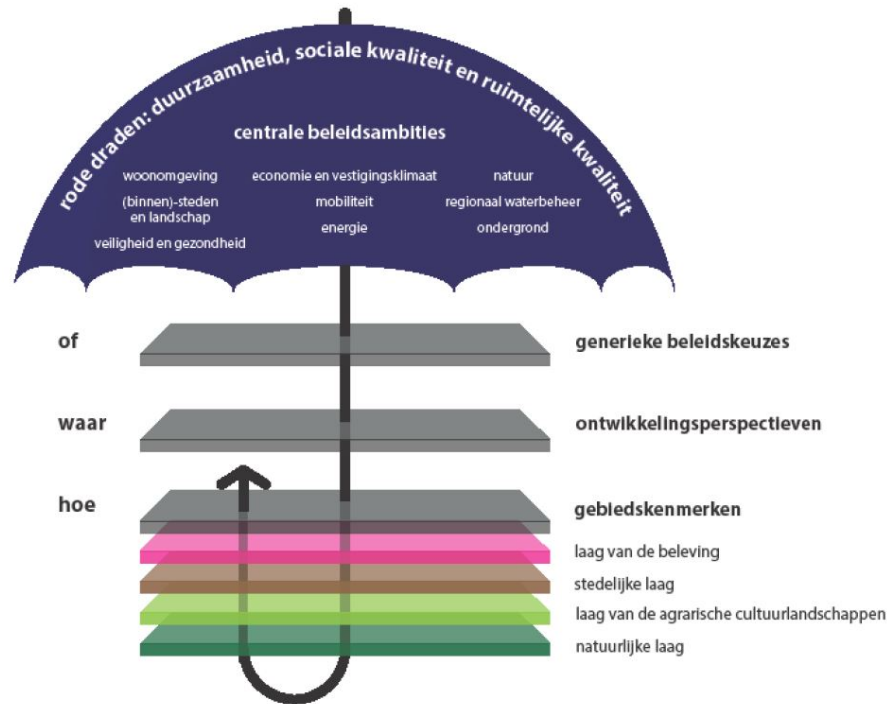 rode draden: duurzaamheid, sociale kwaliteit en ruimtelijke kwaliteit
centrale beleidsambities
woonomgeving
(binnen)-steden
en landschap
veiligheid en gezondheid
economie en vestigingsklimaat
mobiliteit
energie
natuur
regionaal waterbeheer
ondergrond
of
generieke beleidskeuzes
waar
ontwikkelingsperspectieven
hoe
gebiedskenmerken
laag van de beleving
stedelijke laag
laag van de agrarische cultuurlandschappen
natuurlijke laag